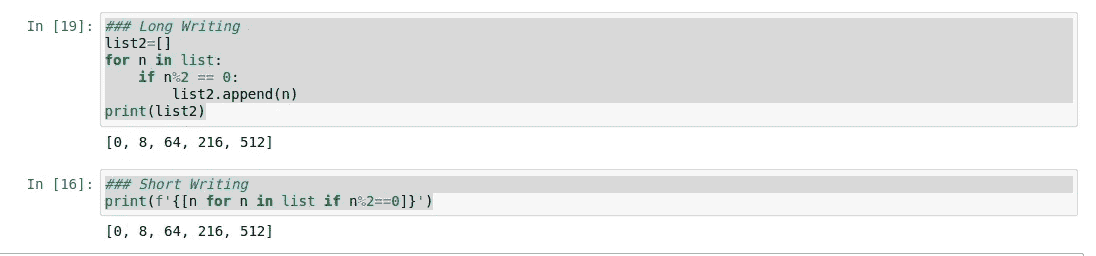 In [19]: ### Long Writing
list2=[]
for n in list:
    if n%2 == 0:
        list2.append(n)
print(list2)
[0, 8, 64, 216, 512]
In [16]: ### Short Writing
print(f'{[n for n in list if n%2==0]}')
[0, 8, 64, 216, 512]